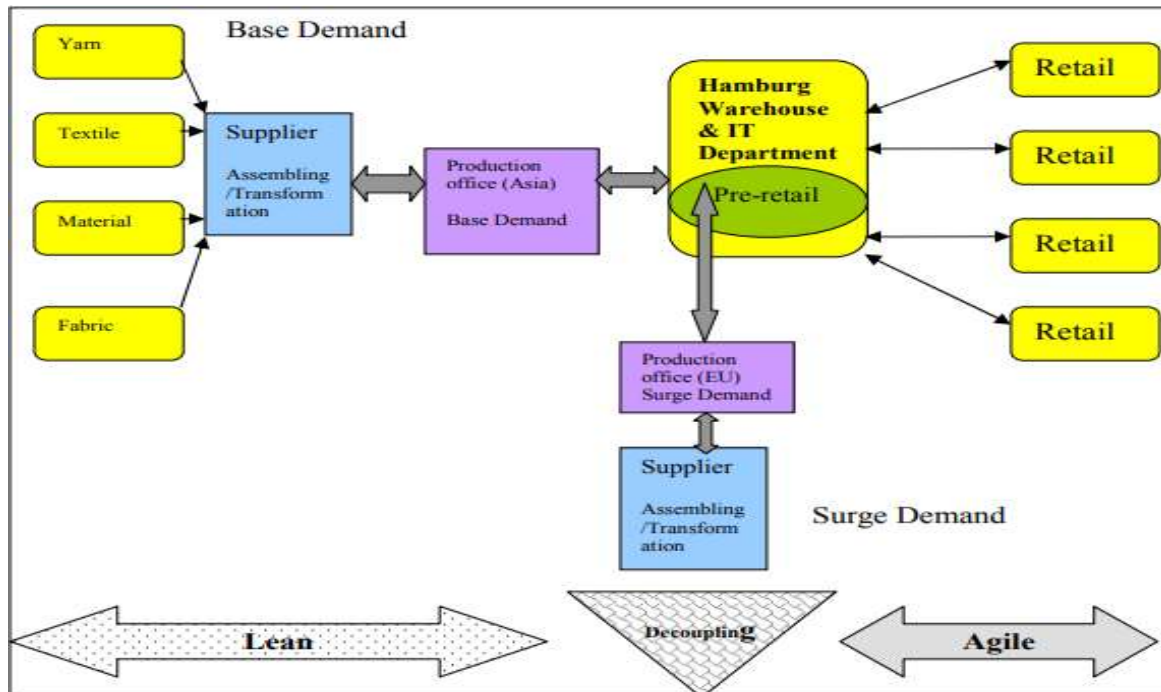 Base Demand
Yarn
Textile
Material
Fabric
Supplier
Assembling
/Transform
ation
Production
office (Asia)
Base Demand
Hamburg
Warehouse
& IT
Department
Pre-retail
Retail
Retail
Retail
Retail
Production
office (EU)
Surge Demand
Supplier
Assembling
/Transform
ation
Surge Demand
Lean
Decoupling
Agile